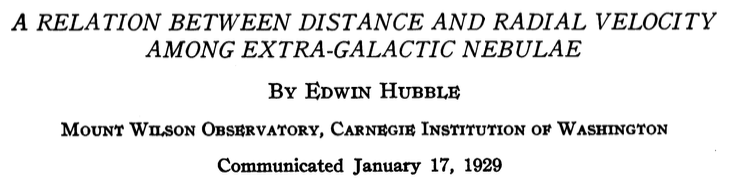 A RELATION BETWEEN DISTANCE AND RADIAL VELOCITY
AMONG EXTRA-GALACTIC NEBULAE
BY EDWIN HUBBLE
MOUNT WILSON OBSERVATORY, CARNEGIE INSTITUTION OF WASHINGTON
Communicated January 17, 1929